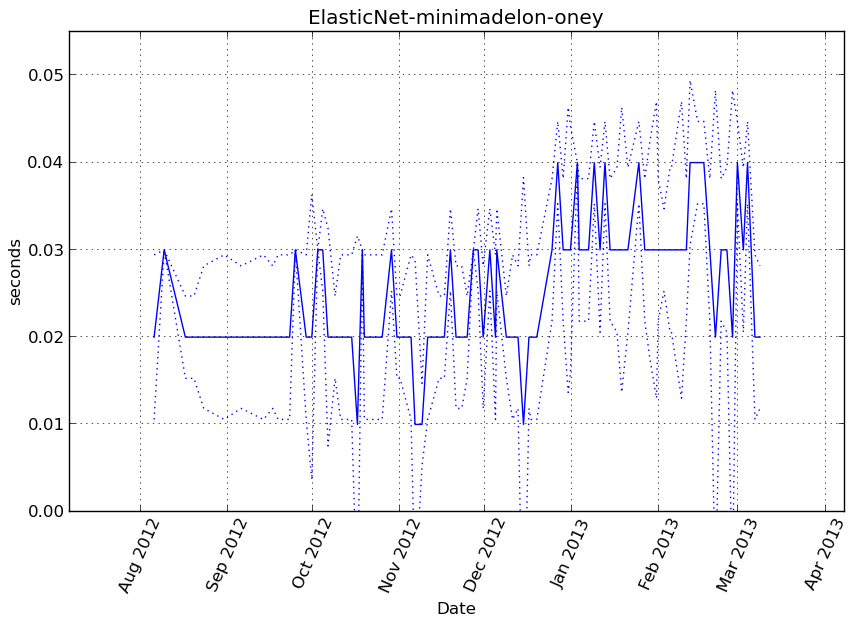 ElasticNet-minimadelon-oney
0.05
0.04
0.03
0.02
0.01
0.00
seconds
Aug 2012
Sep 2012
Oct 2012
Nov 2012
Dec 2012
Jan 2013
Feb 2013
Mar 2013
Apr 2013
Date